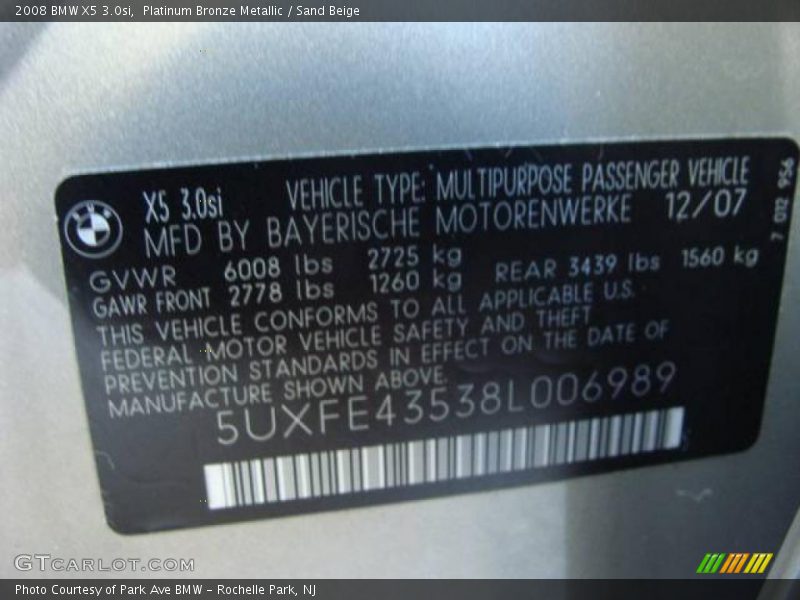 2008 BMW X5 3.0si, Platinum Bronze Metallic / Sand Beige
X5 3.0si VEHICLE TYPE: MULTIPURPOSE PASSENGER VEHICLE
MFD BY BAYERISCHE MOTORENWERKE 12/07
7 012 956
GVWR 6008 lbs 2725 kg
GAWR FRONT 2778 lbs 1260 kg REAR 3439 lbs 1560 kg
THIS VEHICLE CONFORMS TO ALL APPLICABLE U.S.
FEDERAL MOTOR VEHICLE SAFETY AND THEFT
PREVENTION STANDARDS IN EFFECT ON THE DATE OF
MANUFACTURE SHOWN ABOVE.
5UXFE43538L006989
GTCARLOT.COM
Photo Courtesy of Park Ave BMW - Rochelle Park, NJ